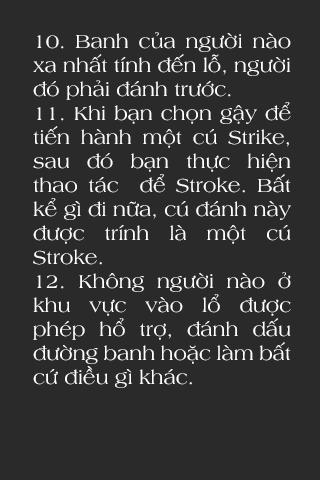 10. Banh của người nào
xa nhất tính đến lỗ, người
đó phải đánh trước.
11. Khi bạn chọn gậy để
tiến hành một cú Strike,
sau đó bạn thực hiện
thao tác để Stroke. Bất
kể gì đi nữa, cú đánh này
được trính là một cú
Stroke.
12. Không người nào ở
khu vực vào lổ được
phép hổ trợ, đánh dấu
đường banh hoặc làm bất
cứ điều gì khác.